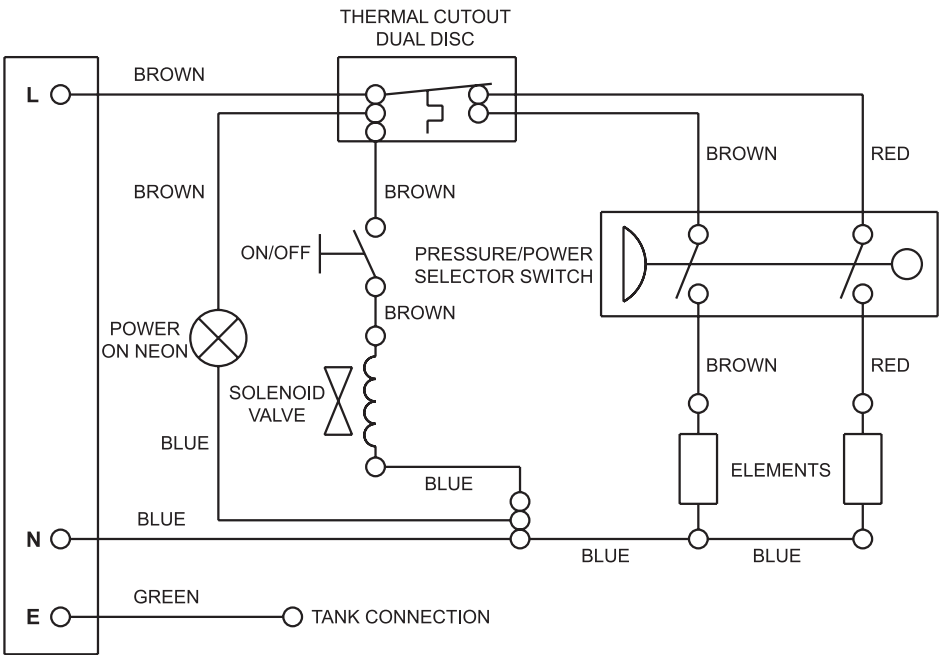 THERMAL CUTOUT
DUAL DISC
BROWN
L
BROWN
RED
BROWN
BROWN
ON/OFF
PRESSURE/POWER
SELECTOR SWITCH
BROWN
POWER
ON NEON
BROWN
RED
SOLENOID
VALVE
BLUE
ELEMENTS
BLUE
BLUE
N
BLUE
BLUE
GREEN
E
TANK CONNECTION